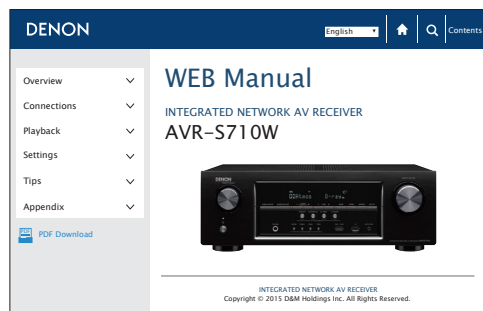 DENON
English
Contents
Overview
Connections
Playback
Settings
Tips
Appendix
PDF Download
WEB Manual
INTEGRATED NETWORK AV RECEIVER
AVR-S710W
DENON
INTEGRATED NETWORK AV RECEIVER
Copyright © 2015 D&M Holdings Inc. All Rights Reserved.